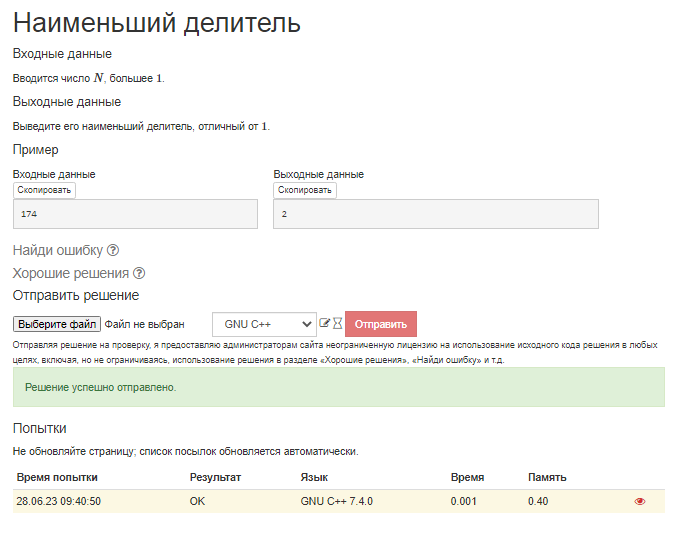 Наименьший делитель
Входные данные
Вводится число N, большее 1.
Выходные данные
Выведите его наименьший делитель, отличный от 1.
Пример
Входные данные
Скопировать
174
Выходные данные
Скопировать
2
Найди ошибку
Хорошие решения
Отправить решение
Выберите файл Файл не выбран GNU C++ Отправить
Отправляя решение на проверку, я предоставляю администраторам сайта неограниченную лицензию на использование исходного кода решения в любых
целях, включая, но не ограничиваясь, использование решения в разделе «Хорошие решения», «Найди ошибку» и т.д.
Решение успешно отправлено.
Попытки
Не обновляйте страницу; список посылок обновляется автоматически.
Время попытки Результат Язык Время Память
28.06.23 09:40:50 OK GNU C++ 7.4.0 0.001 0.40